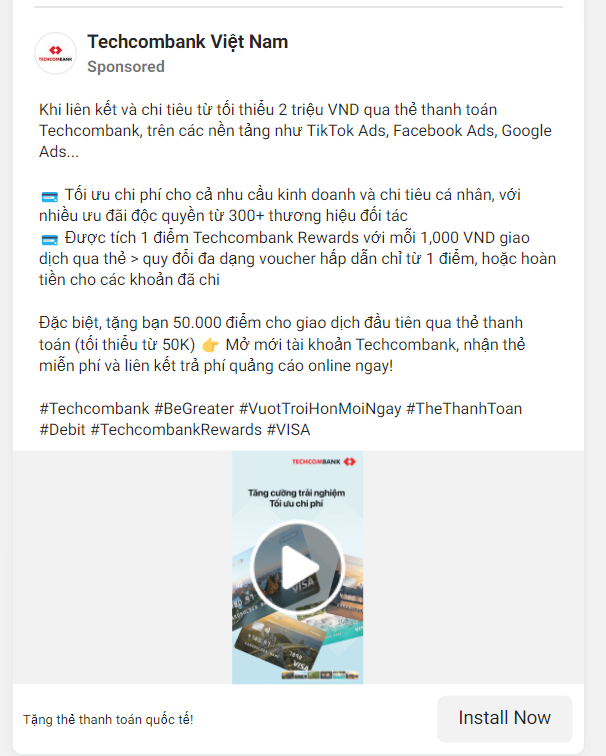 Techcombank Việt Nam
TECHCOMBANK
Sponsored
Khi liên kết và chi tiêu từ tối thiểu 2 triệu VND qua thẻ thanh toán
Techcombank, trên các nền tảng như TikTok Ads, Facebook Ads, Google
Ads...
💳 Tối ưu chi phí cho cả nhu cầu kinh doanh và chi tiêu cá nhân, với
nhiều ưu đãi độc quyền từ 300+ thương hiệu đối tác
💳 Được tích 1 điểm Techcombank Rewards với mỗi 1,000 VND giao
dịch qua thẻ > quy đổi đa dạng voucher hấp dẫn chỉ từ 1 điểm, hoặc hoàn
tiền cho các khoản đã chi
Đặc biệt, tặng bạn 50.000 điểm cho giao dịch đầu tiên qua thẻ thanh
toán (tối thiểu từ 50K) 👉 Mở mới tài khoản Techcombank, nhận thẻ
miễn phí và liên kết trả phí quảng cáo online ngay!
#Techcombank #BeGreater #VuotTroiHonMoiNgay #TheThanhToan
#Debit #TechcombankRewards #VISA
TECHCOMBANK
Tăng cường trải nghiệm
Tối ưu chi phí
VISA
VISA
Tặng thẻ thanh toán quốc tế!
Install Now